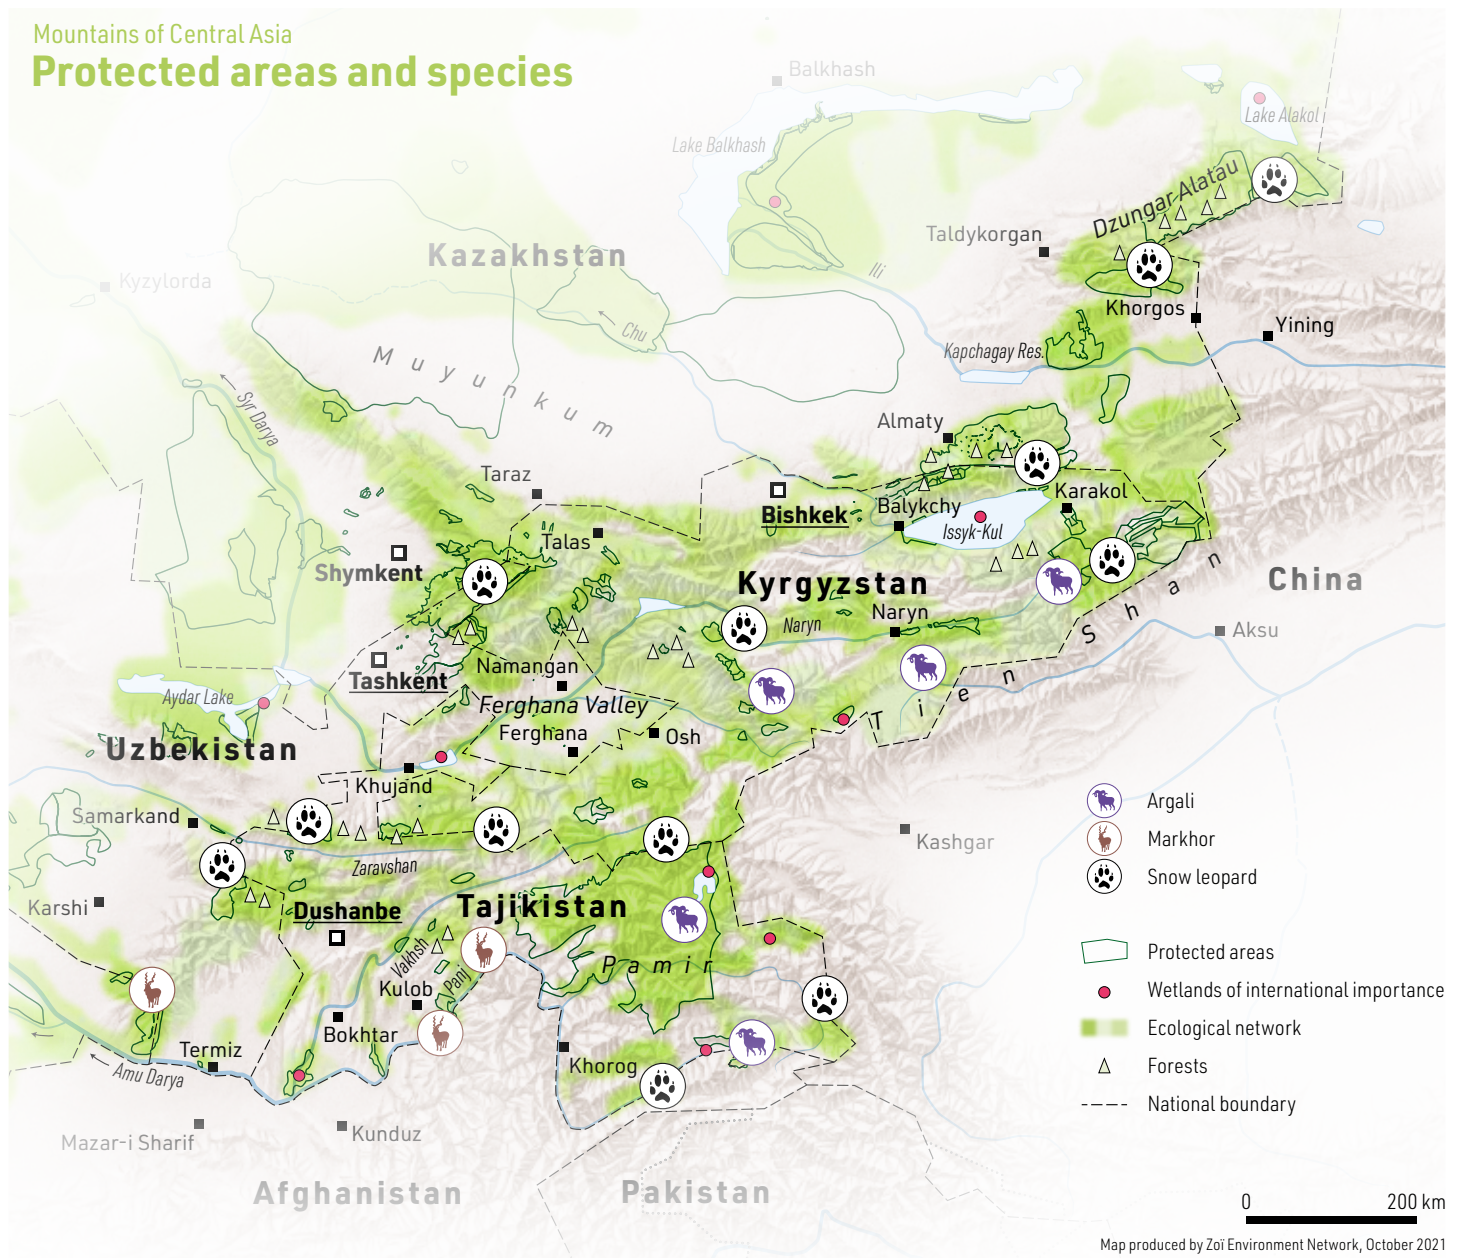 Mountains of Central Asia
Protected areas and species
Balkhash
Lake Alakol
Lake Balkhash
Dzungar Alatau
Taldykorgan
Kazakhstan
Ili
Kyzylorda
Khorgos
Chu
Yining
Kapchagay Res.
Muyunkum
Syr Darya
Almaty
Taraz
Karakol
Balykchy
Bishkek
Issyk-Kul
Talas
Shymkent
Kyrgyzstan
China
Naryn
Naryn
Aksu
Tien Shan
Namangan
Tashkent
Aydar Lake
Ferghana Valley
Ferghana
Osh
Uzbekistan
Khujand
Samarkand
Kashgar
Zaravshan
Karshi
Dushanbe
Tajikistan
Vakhsh
Panj
Pamir
Kulob
Bokhtar
Termiz
Amu Darya
Khorog
Mazar-i Sharif
Kunduz
Afghanistan
Pakistan
Argali
Markhor
Snow leopard
Protected areas
Wetlands of international importance
Ecological network
Forests
National boundary
0 200 km
Map produced by Zoï Environment Network, October 2021